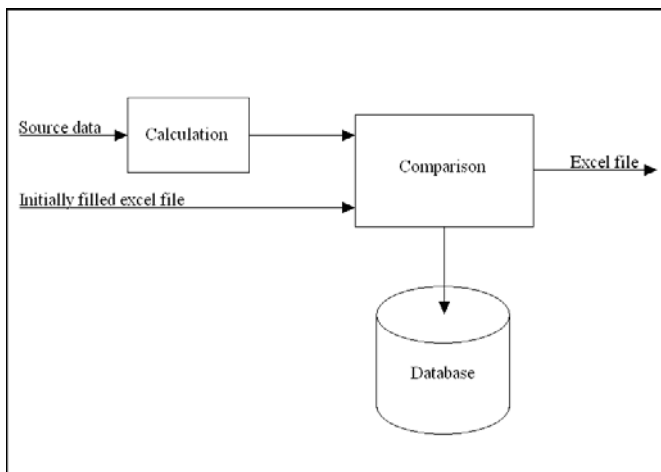 Source data
Calculation
Comparison
Excel file
Initially filled excel file
Database